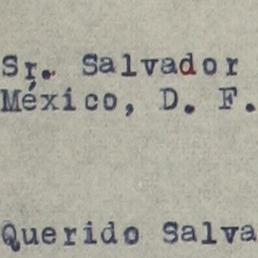 Sr. Salvador
México, D. F.
Querido Salva